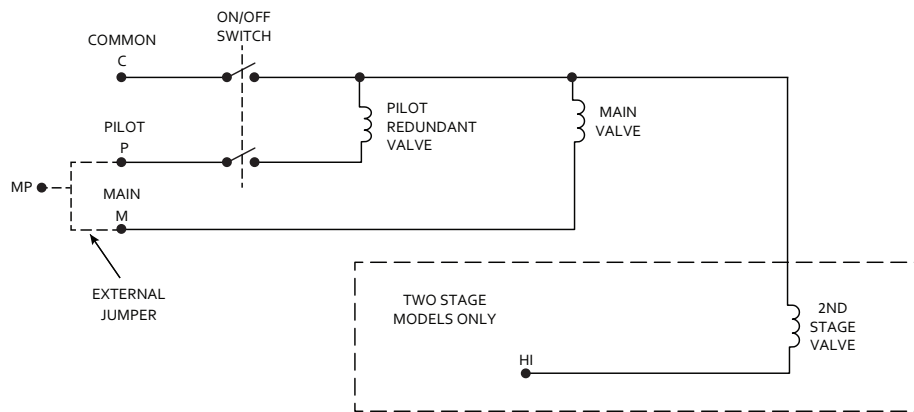 ON/OFF
SWITCH
COMMON
C
PILOT
REDUNDANT
VALVE
MAIN
VALVE
PILOT
P
MP
MAIN
M
EXTERNAL
JUMPER
TWO STAGE
MODELS ONLY
2ND
STAGE
VALVE
HI